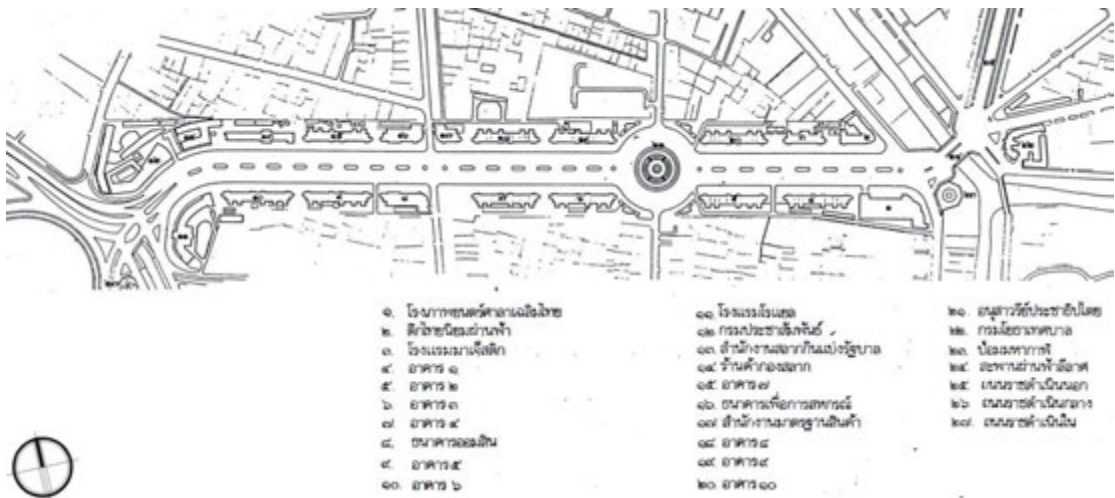 ๑. โรงภาพยนตร์ศาลาเฉลิมไทย
๒. ตึกไทยนิยมผ่านฟ้า
๓. โรงแรมมาเจ็สติก
๔. อาคาร ๑
๕. อาคาร ๒
๖. อาคาร ๓
๗. อาคาร ๔
๘. ธนาคารออมสิน
๙. อาคาร ๕
๑๐. อาคาร ๖
๑๑. โรงแรมโรแยล
๑๒. กรมประชาสัมพันธ์
๑๓. สำนักงานสลากกินแบ่งรัฐบาล
๑๔. ร้านค้ากองสลาก
๑๕. อาคาร ๗
๑๖. ธนาคารเพื่อการสหกรณ์
๑๗. สำนักงานมาตรฐานสินค้า
๑๘. อาคาร ๘
๑๙. อาคาร ๙
๒๐. อาคาร ๑๐
๒๑. อนุสาวรีย์ประชาธิปไตย
๒๒. กรมโยธาเทศบาล
๒๓. ป้อมมหากาฬ
๒๔. สะพานผ่านฟ้าลีลาศ
๒๕. ถนนราชดำเนินนอก
๒๖. ถนนราชดำเนินกลาง
๒๗. ถนนราชดำเนินใน